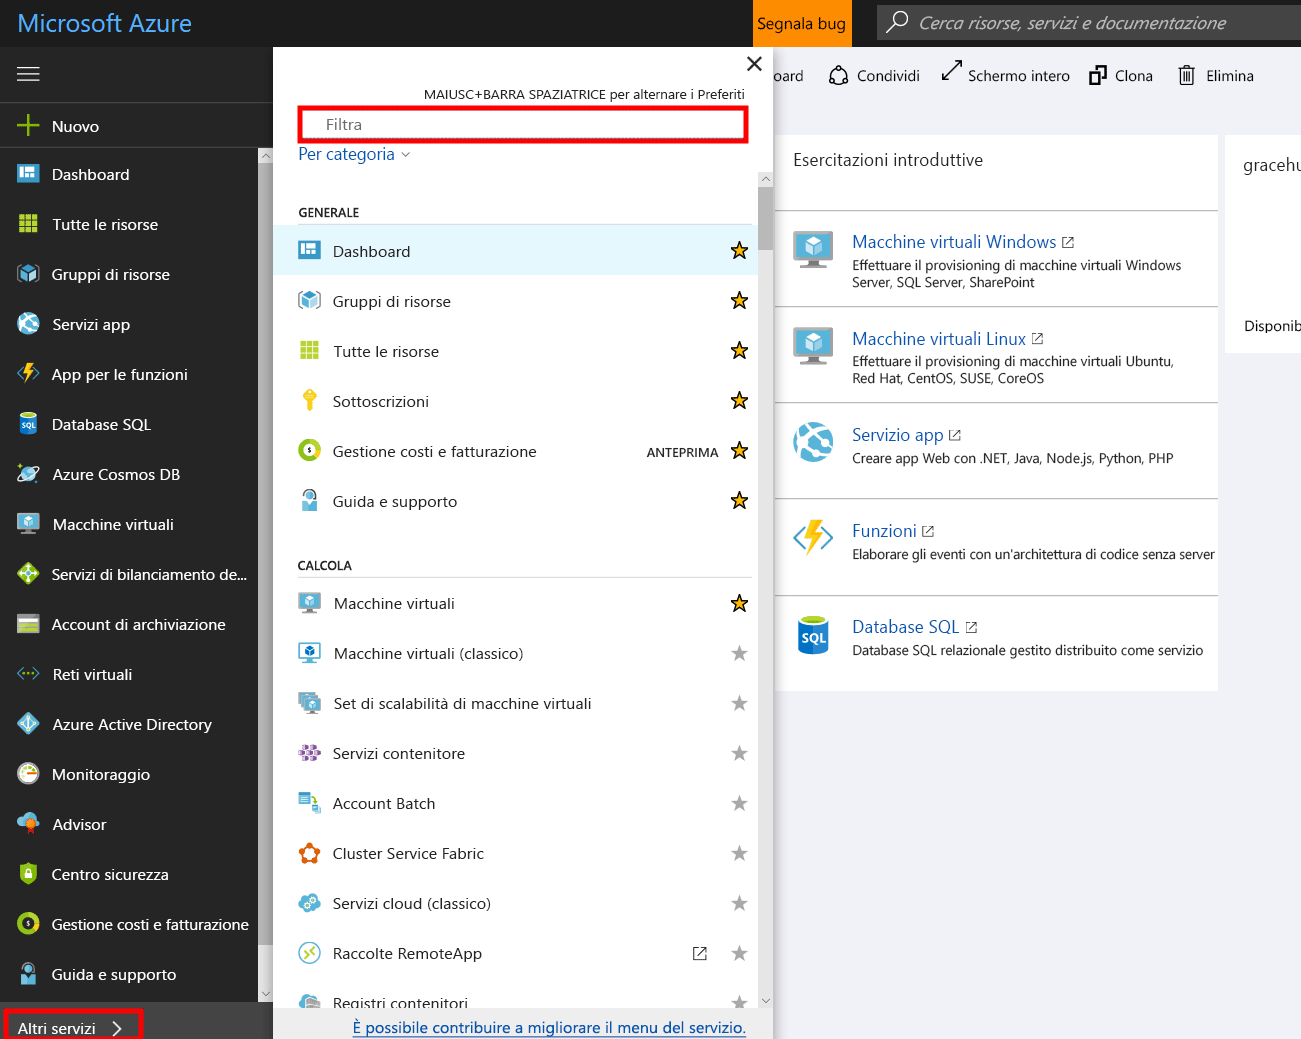 Microsoft Azure
Segnala bug
Cerca risorse, servizi e documentazione
Nuovo
Dashboard
Tutte le risorse
Gruppi di risorse
Servizi app
App per le funzioni
Database SQL
Azure Cosmos DB
Macchine virtuali
Servizi di bilanciamento de...
Account di archiviazione
Reti virtuali
Azure Active Directory
Monitoraggio
Advisor
Centro sicurezza
Gestione costi e fatturazione
Guida e supporto
Altri servizi
MAIUSC+BARRA SPAZIATRICE per alternare i Preferiti
Filtra
Per categoria
GENERALE
Dashboard
Gruppi di risorse
Tutte le risorse
Sottoscrizioni
Gestione costi e fatturazione ANTEPRIMA
Guida e supporto
CALCOLA
Macchine virtuali
Macchine virtuali (classico)
Set di scalabilità di macchine virtuali
Servizi contenitore
Account Batch
Cluster Service Fabric
Servizi cloud (classico)
Raccolte RemoteApp
Registri contenitori
È possibile contribuire a migliorare il menu del servizio.
oard Condividi Schermo intero Clona Elimina
Esercitazioni introduttive
Macchine virtuali Windows
Effettuare il provisioning di macchine virtuali Windows
Server, SQL Server, SharePoint
Macchine virtuali Linux
Effettuare il provisioning di macchine virtuali Ubuntu,
Red Hat, CentOS, SUSE, CoreOS
Servizio app
Creare app Web con .NET, Java, Node.js, Python, PHP
Funzioni
Elaborare gli eventi con un'architettura di codice senza server
SQL
Database SQL
Database SQL relazionale gestito distribuito come servizio
gracehu
Disponib